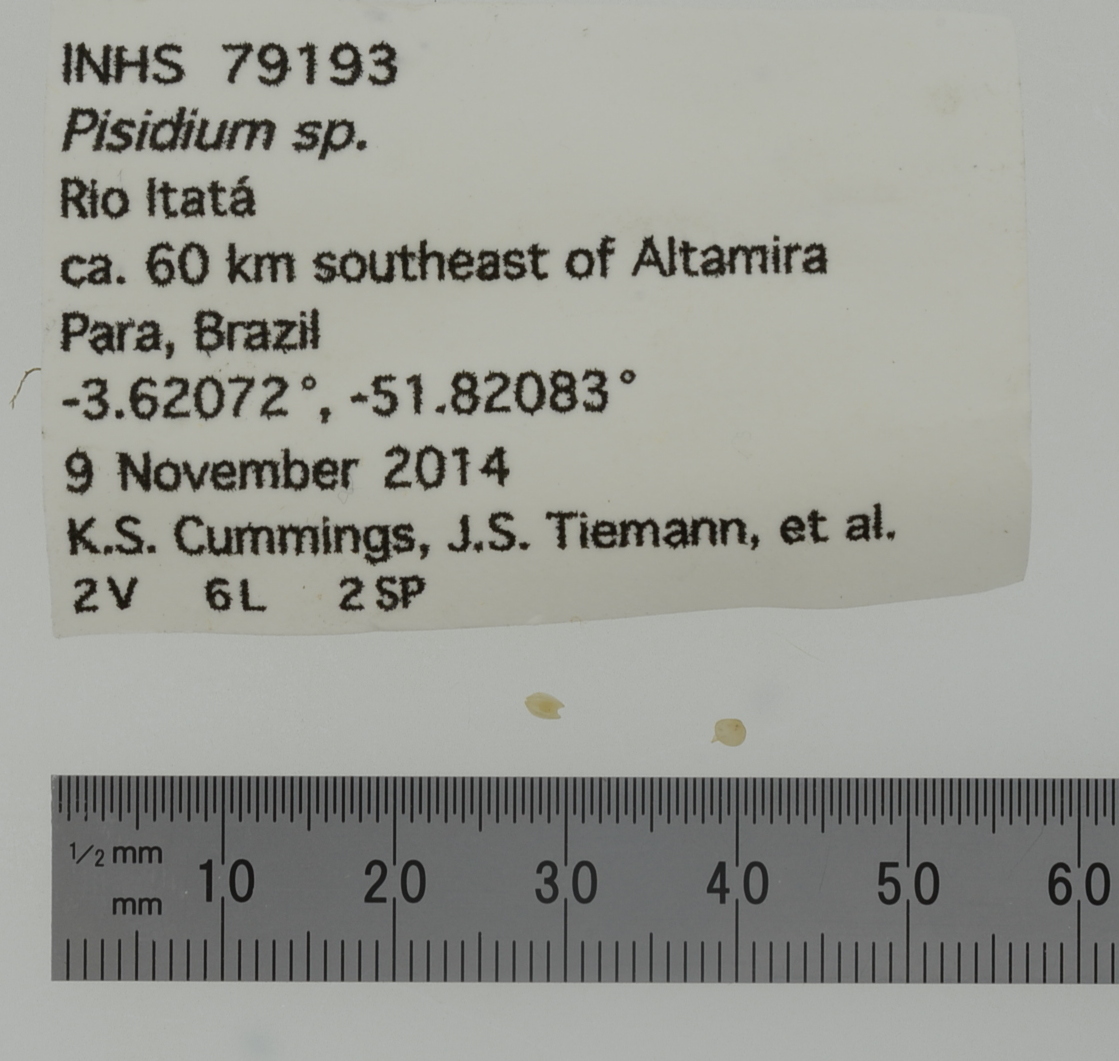 INHS 79193
Pisidium sp.
Rio Itatá
ca. 60 km southeast of Altamira
Para, Brazil
-3.62072°, -51.82083°
9 November 2014
K.S. Cummings, J.S. Tiemann, et al.
2V 6L 2SP
1/2 mm
mm 10 20 30 40 50 60